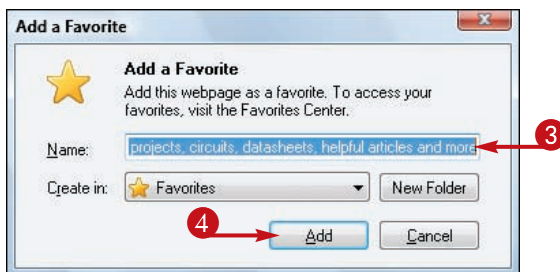 Add a Favorite
Add a Favorite
Add this webpage as a favorite. To access your
favorites, visit the Favorites Center.
Name: projects, circuits, datasheets, helpful articles and more
3
Create in: Favorites New Folder
4
Add Cancel